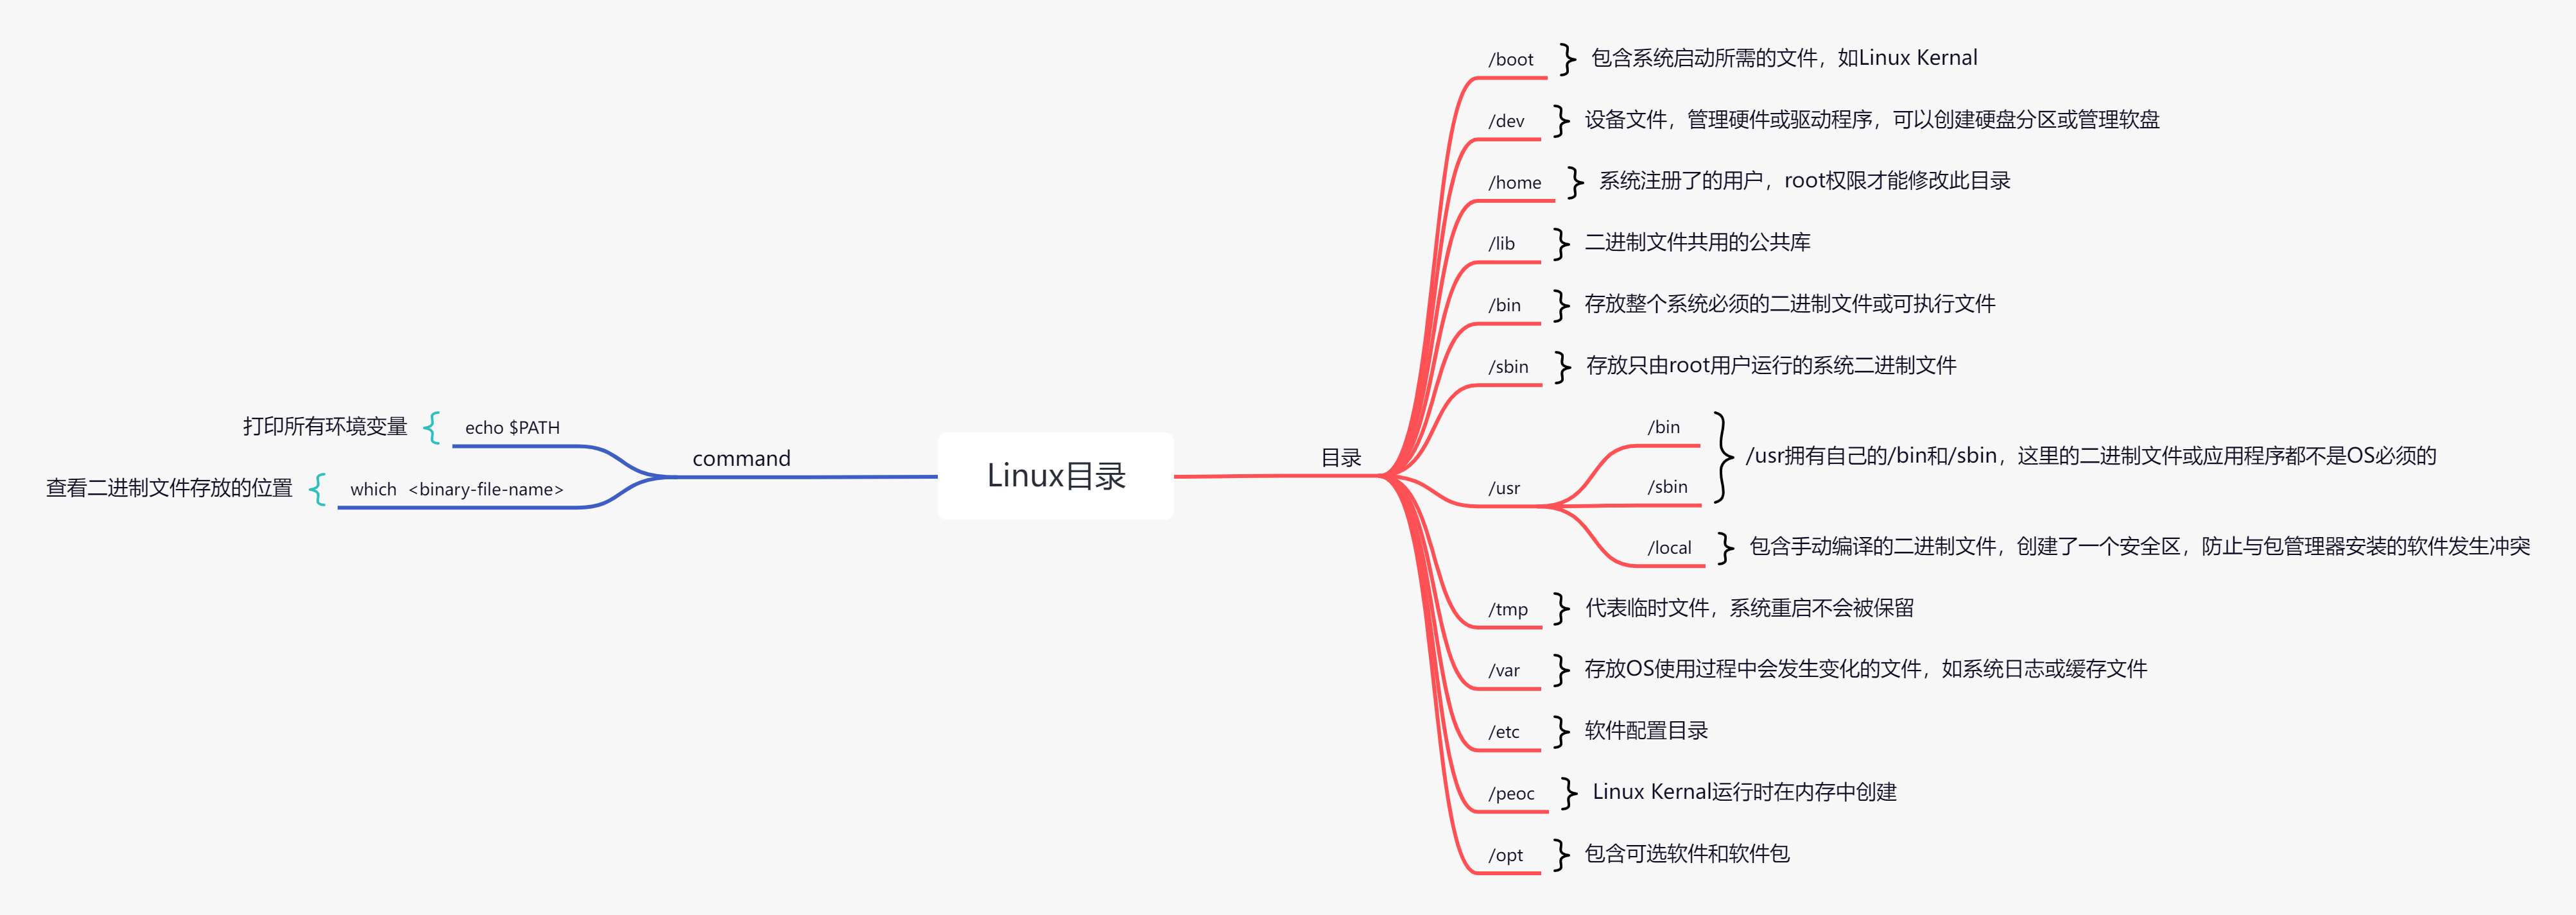 Linux目录
command
echo $PATH
打印所有环境变量
which <binary-file-name>
查看二进制文件存放的位置
目录
/boot
包含系统启动所需的文件，如Linux Kernal
/dev
设备文件，管理硬件或驱动程序，可以创建硬盘分区或管理软盘
/home
系统注册了的用户，root权限才能修改此目录
/lib
二进制文件共用的公共库
/bin
存放整个系统必须的二进制文件或可执行文件
/sbin
存放只由root用户运行的系统二进制文件
/usr
/bin
/sbin
/usr拥有自己的/bin和/sbin，这里的二进制文件或应用程序都不是OS必须的
/local
包含手动编译的二进制文件，创建了一个安全区，防止与包管理器安装的软件发生冲突
/tmp
代表临时文件，系统重启不会被保留
/var
存放OS使用过程中会发生变化的文件，如系统日志或缓存文件
/etc
软件配置目录
/peoc
Linux Kernal运行时在内存中创建
/opt
包含可选软件和软件包